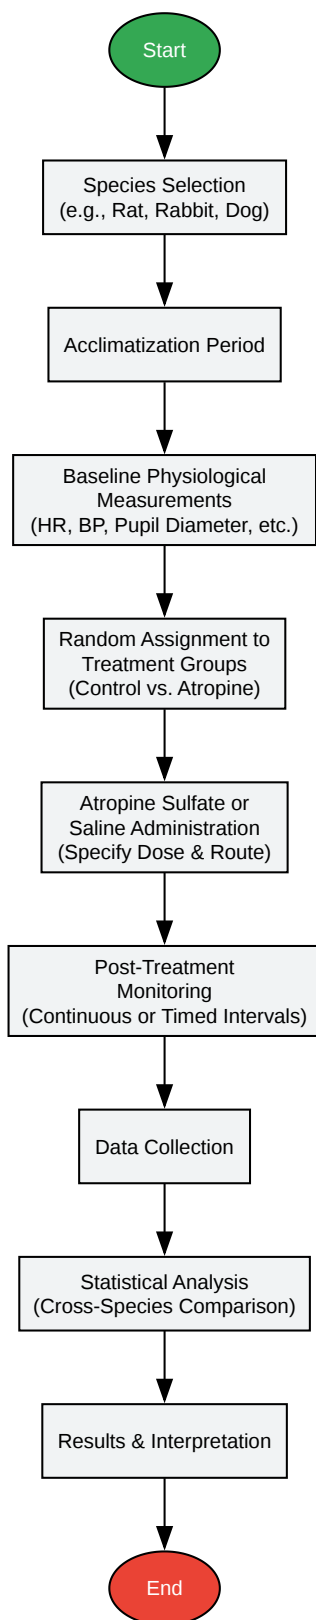 Start
Species Selection
(e.g., Rat, Rabbit, Dog)
Acclimatization Period
Baseline Physiological
Measurements
(HR, BP, Pupil Diameter, etc.)
Random Assignment to
Treatment Groups
(Control vs. Atropine)
Atropine Sulfate or
Saline Administration
(Specify Dose & Route)
Post-Treatment
Monitoring
(Continuous or Timed Intervals)
Data Collection
Statistical Analysis
(Cross-Species Comparison)
Results & Interpretation
End